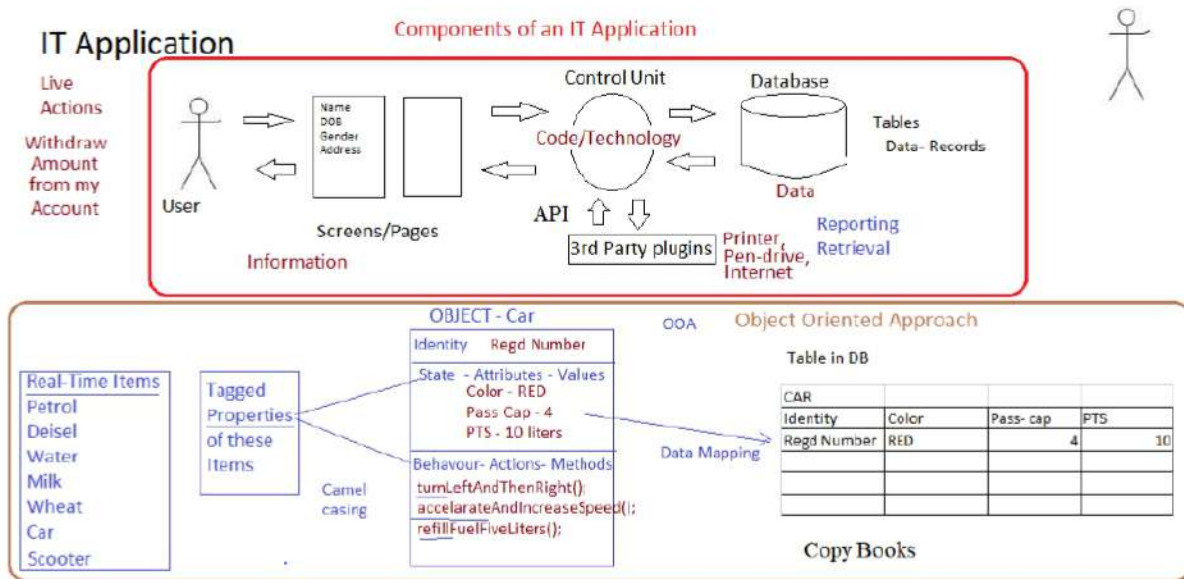 IT Application
Components of an IT Application
Live
Actions
Withdraw
Amount
from my
Account
User
Name
DOB
Gender
Address
Screens/Pages
Information
Control Unit
Code/Technology
API
3rd Party plugins
Printer,
Pen-drive,
Internet
Database
Data
Tables
Data- Records
Reporting
Retrieval
OBJECT - Car
OOA
Object Oriented Approach
Real-Time Items
Petrol
Deisel
Water
Milk
Wheat
Car
Scooter
Tagged
Properties
of these
Items
Camel
casing
Identity Regd Number
State - Attributes - Values
Color - RED
Pass Cap - 4
PTS - 10 liters
Behavour- Actions- Methods
turnLeftAndThenRight();
accelarateAndIncreaseSpeed();
refillFuelFiveLiters();
Data Mapping
Table in DB
CAR
Identity Color Pass- cap PTS
Regd Number RED 4 10
Copy Books